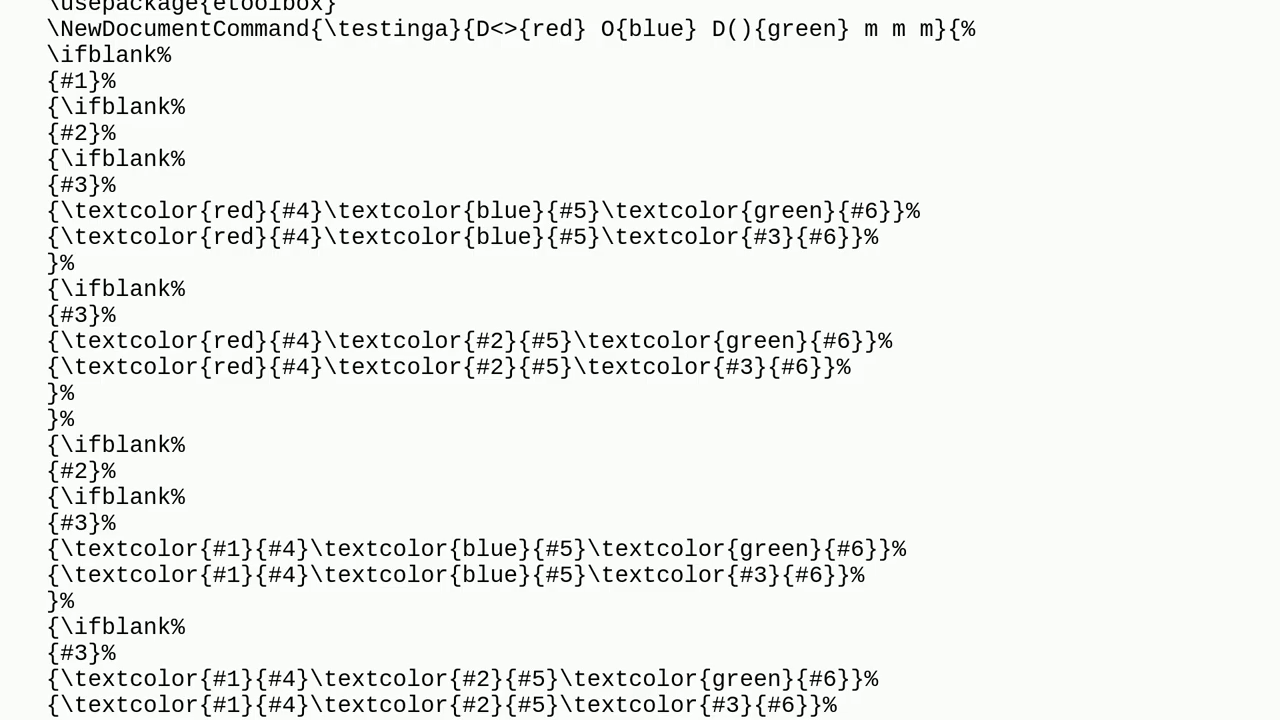 \usepackage{etoolbox}
\NewDocumentCommand{\testinga}{D<>{red} O{blue} D(){green} m m m}{%
\ifblank%
{#1}%
{\ifblank%
{#2}%
{\ifblank%
{#3}%
{\textcolor{red}{#4}\textcolor{blue}{#5}\textcolor{green}{#6}}%
{\textcolor{red}{#4}\textcolor{blue}{#5}\textcolor{#3}{#6}}%
}%
{\ifblank%
{#3}%
{\textcolor{red}{#4}\textcolor{#2}{#5}\textcolor{green}{#6}}%
{\textcolor{red}{#4}\textcolor{#2}{#5}\textcolor{#3}{#6}}%
}%
}%
{\ifblank%
{#2}%
{\ifblank%
{#3}%
{\textcolor{#1}{#4}\textcolor{blue}{#5}\textcolor{green}{#6}}%
{\textcolor{#1}{#4}\textcolor{blue}{#5}\textcolor{#3}{#6}}%
}%
{\ifblank%
{#3}%
{\textcolor{#1}{#4}\textcolor{#2}{#5}\textcolor{green}{#6}}%
{\textcolor{#1}{#4}\textcolor{#2}{#5}\textcolor{#3}{#6}}%